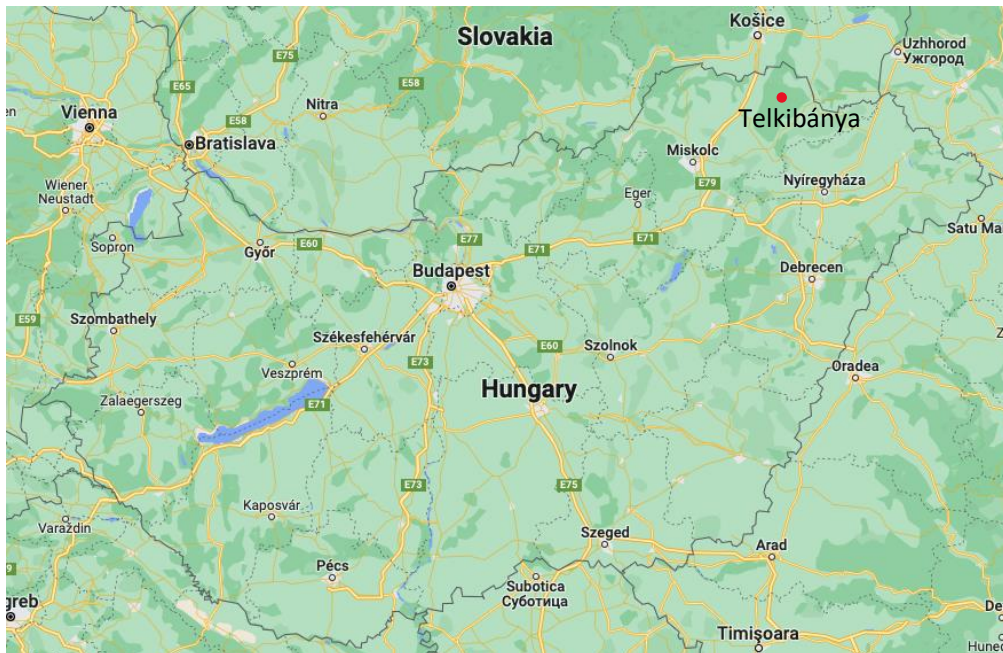 Slovakia
Košice
Uzhhorod
Ужгород
E75
E65
E58
E58
Nitra
Vienna
Bratislava
Telkibánya
Miskolc
Wiener
Neustadt
E79
Nyíregyháza
Eger
Sopron
Győr
E60
E77
E71
E71
Satu Ma
Budapest
Debrecen
E59
Szombathely
Székesfehérvár
E73
E60
Szolnok
Veszprém
Oradea
Zalaegerszeg
E71
Hungary
E73
E75
Kaposvár
Varaždin
Szeged
Arad
Pécs
Subotica
Суботица
greb
Timișoara
De
Hune